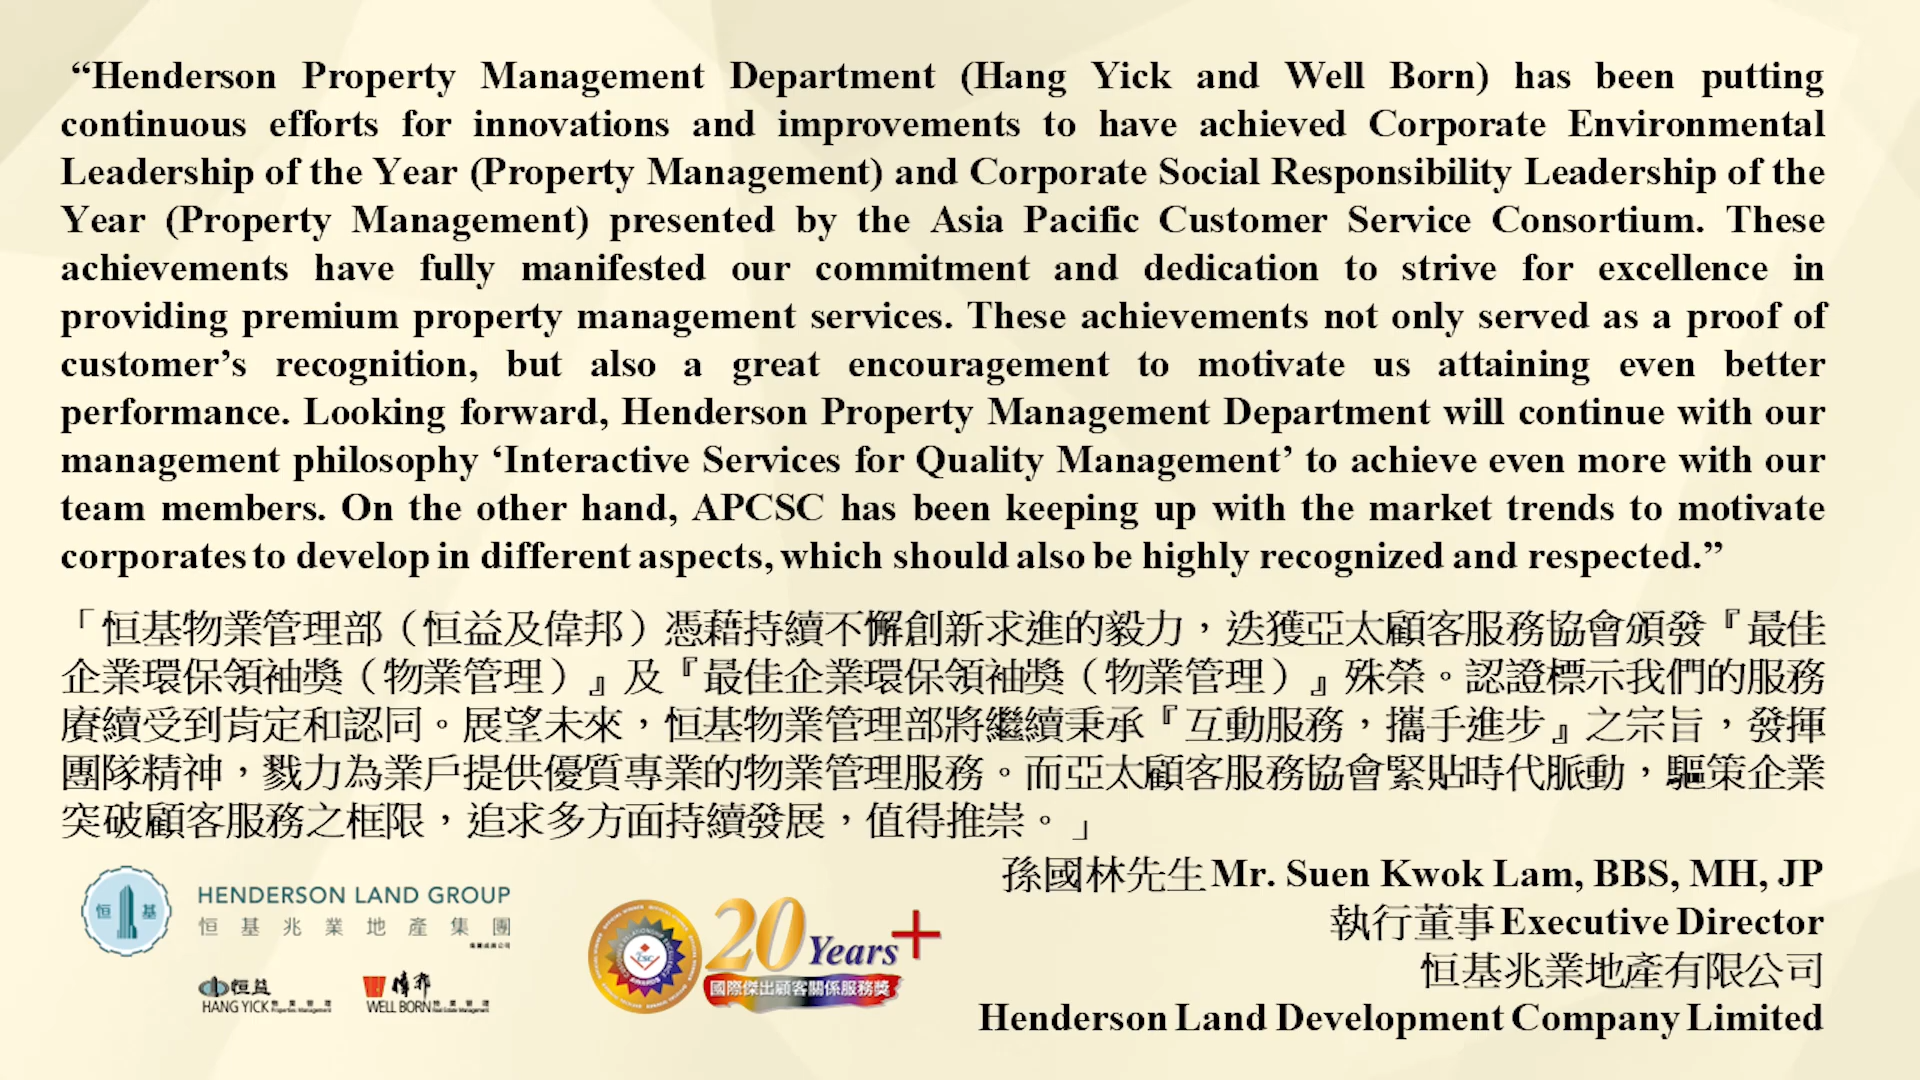 “Henderson Property Management Department (Hang Yick and Well Born) has been putting
continuous efforts for innovations and improvements to have achieved Corporate Environmental
Leadership of the Year (Property Management) and Corporate Social Responsibility Leadership of the
Year (Property Management) presented by the Asia Pacific Customer Service Consortium. These
achievements have fully manifested our commitment and dedication to strive for excellence in
providing premium property management services. These achievements not only served as a proof of
customer’s recognition, but also a great encouragement to motivate us attaining even better
performance. Looking forward, Henderson Property Management Department will continue with our
management philosophy ‘Interactive Services for Quality Management’ to achieve even more with our
team members. On the other hand, APCSC has been keeping up with the market trends to motivate
corporates to develop in different aspects, which should also be highly recognized and respected.”
「恒基物業管理部（恒益及偉邦）憑藉持續不懈創新求進的毅力，迭獲亞太顧客服務協會頒發『最佳
企業環保領袖獎（物業管理）』及『最佳企業環保領袖獎（物業管理）』殊榮。認證標示我們的服務
賡續受到肯定和認同。展望未來，恒基物業管理部將繼續秉承『互動服務，攜手進步』之宗旨，發揮
團隊精神，戮力為業戶提供優質專業的物業管理服務。而亞太顧客服務協會緊貼時代脈動，驅策企業
突破顧客服務之框限，追求多方面持續發展，值得推崇。」
孫國林先生 Mr. Suen Kwok Lam, BBS, MH, JP
執行董事 Executive Director
恒基兆業地產有限公司
Henderson Land Development Company Limited
恒 基
HENDERSON LAND GROUP
恒基兆業地產集團
恒益
HANG YICK 物業管理
Properties Management
偉邦
WELL BORN 物業管理
Real Estate Management
CSC
20 Years+
國際傑出顧客關係服務獎